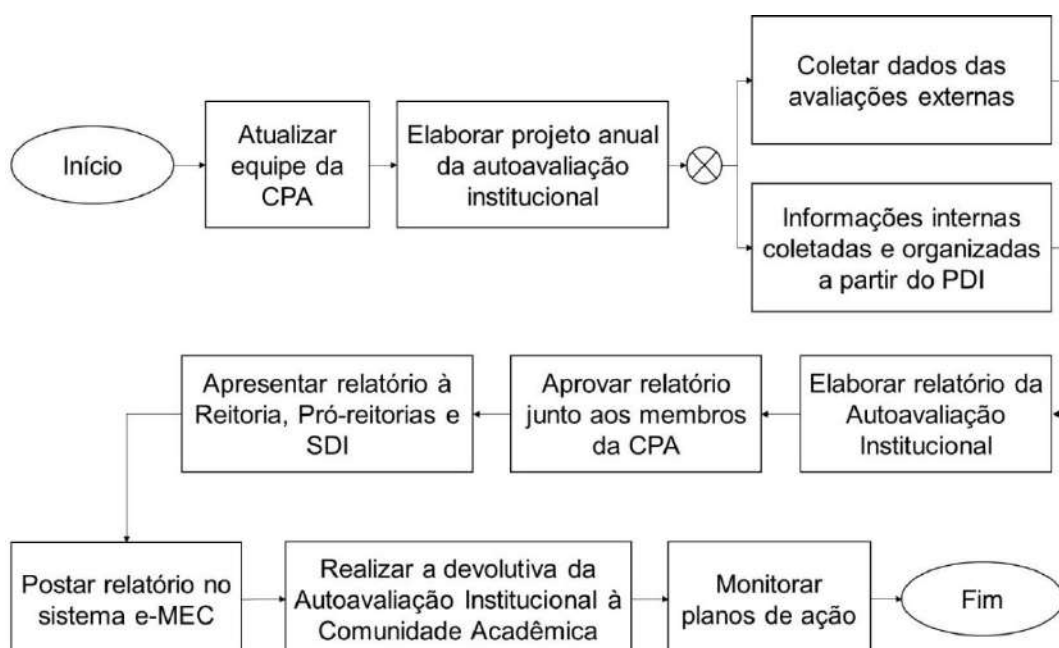 Início
Atualizar
equipe da
CPA
Elaborar projeto anual
da autoavaliação
institucional
Coletar dados das
avaliações externas
Informações internas
coletadas e organizadas
a partir do PDI
Elaborar relatório da
Autoavaliação
Institucional
Aprovar relatório
junto aos membros
da CPA
Apresentar relatório à
Reitoria, Pró-reitorias e
SDI
Postar relatório no
sistema e-MEC
Realizar a devolutiva da
Autoavaliação Institucional à
Comunidade Acadêmica
Monitorar
planos de ação
Fim